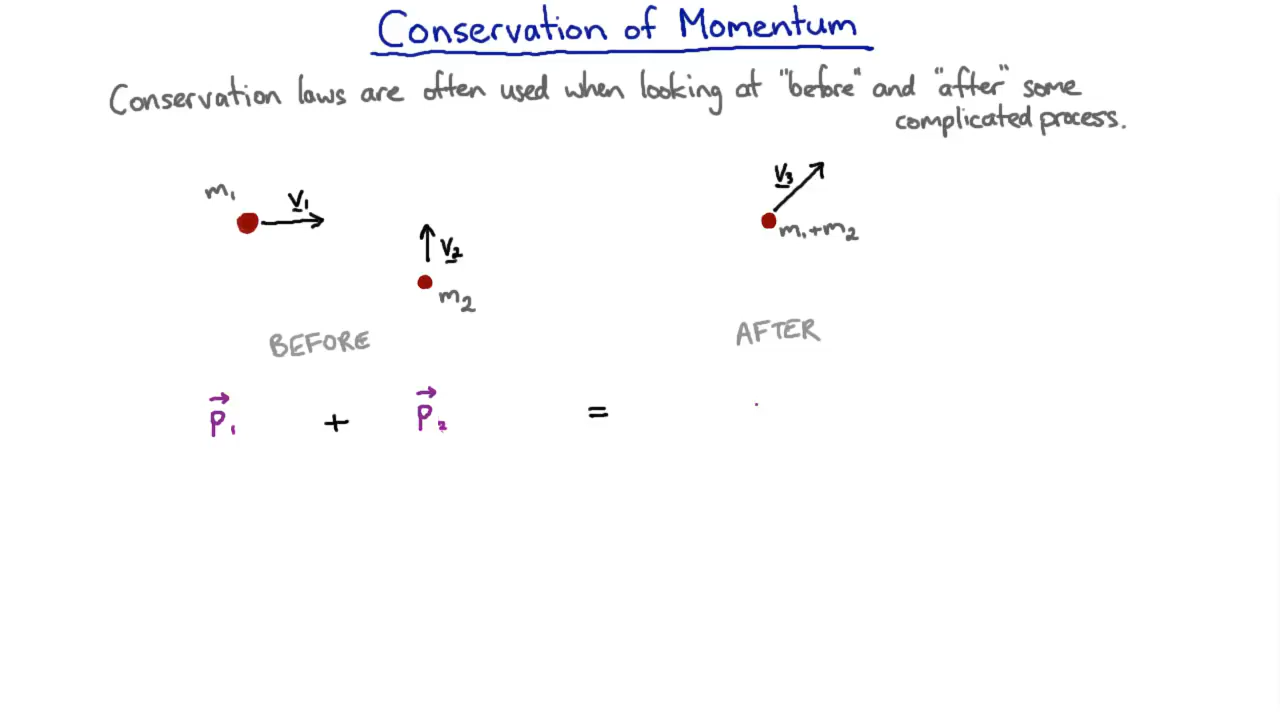 Conservation of Momentum
Conservation laws are often used when looking at "before" and "after" some
complicated process.
m₁
v₁
v₂
m₂
v₃
m₁+m₂
BEFORE
AFTER
p⃗₁ + p⃗₂ =